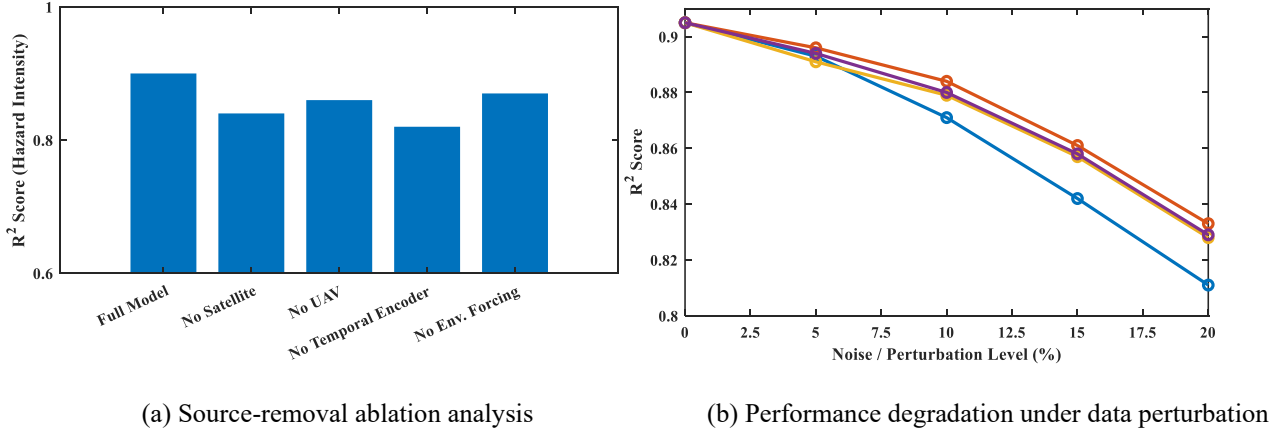 1
0.8
0.6
R² Score (Hazard Intensity)
Full Model
No Satellite
No UAV
No Temporal Encoder
No Env. Forcing
(a) Source-removal ablation analysis
0.9
0.88
0.86
0.84
0.82
0.8
R² Score
0 2.5 5 7.5 10 12.5 15 17.5 20
Noise / Perturbation Level (%)
(b) Performance degradation under data perturbation